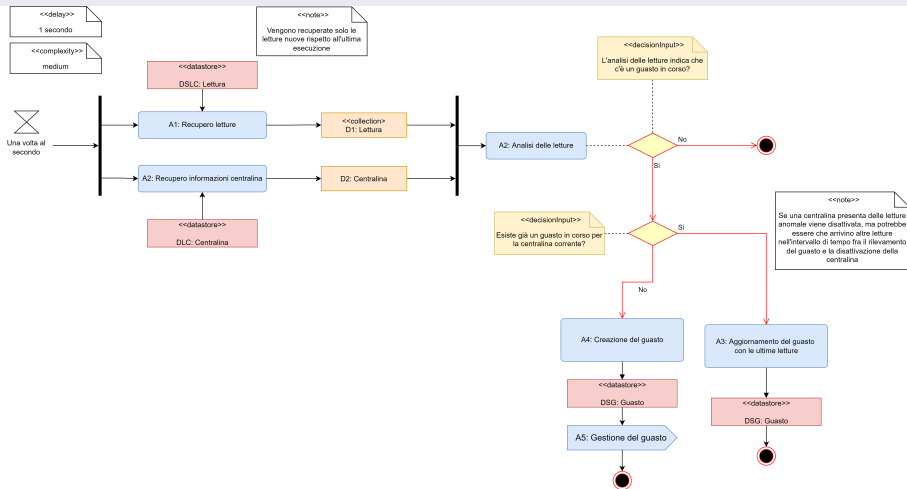 <<delay>>
1 secondo
<<complexity>>
medium
<<note>>
Vengono recuperate solo le
letture nuove rispetto all'ultima
esecuzione
<<decisionInput>>
L'analisi delle letture indica che
c'è un guasto in corso?
<<datastore>>
DSLC: Lettura
Una volta al
secondo
A1: Recupero letture
<<collection>>
D1: Lettura
A2: Analisi delle letture
No
Sì
A2: Recupero informazioni centralina
D2: Centralina
<<datastore>>
DLC: Centralina
<<decisionInput>>
Esiste già un guasto in corso per
la centralina corrente?
Sì
No
<<note>>
Se una centralina presenta delle letture
anomale viene disattivata, ma potrebbe
essere che arrivino altre letture
nell'intervallo di tempo fra il rilevamento
del guasto e la disattivazione della
centralina
A4: Creazione del guasto
A3: Aggiornamento del guasto
con le ultime letture
<<datastore>>
DSG: Guasto
<<datastore>>
DSG: Guasto
A5: Gestione del guasto